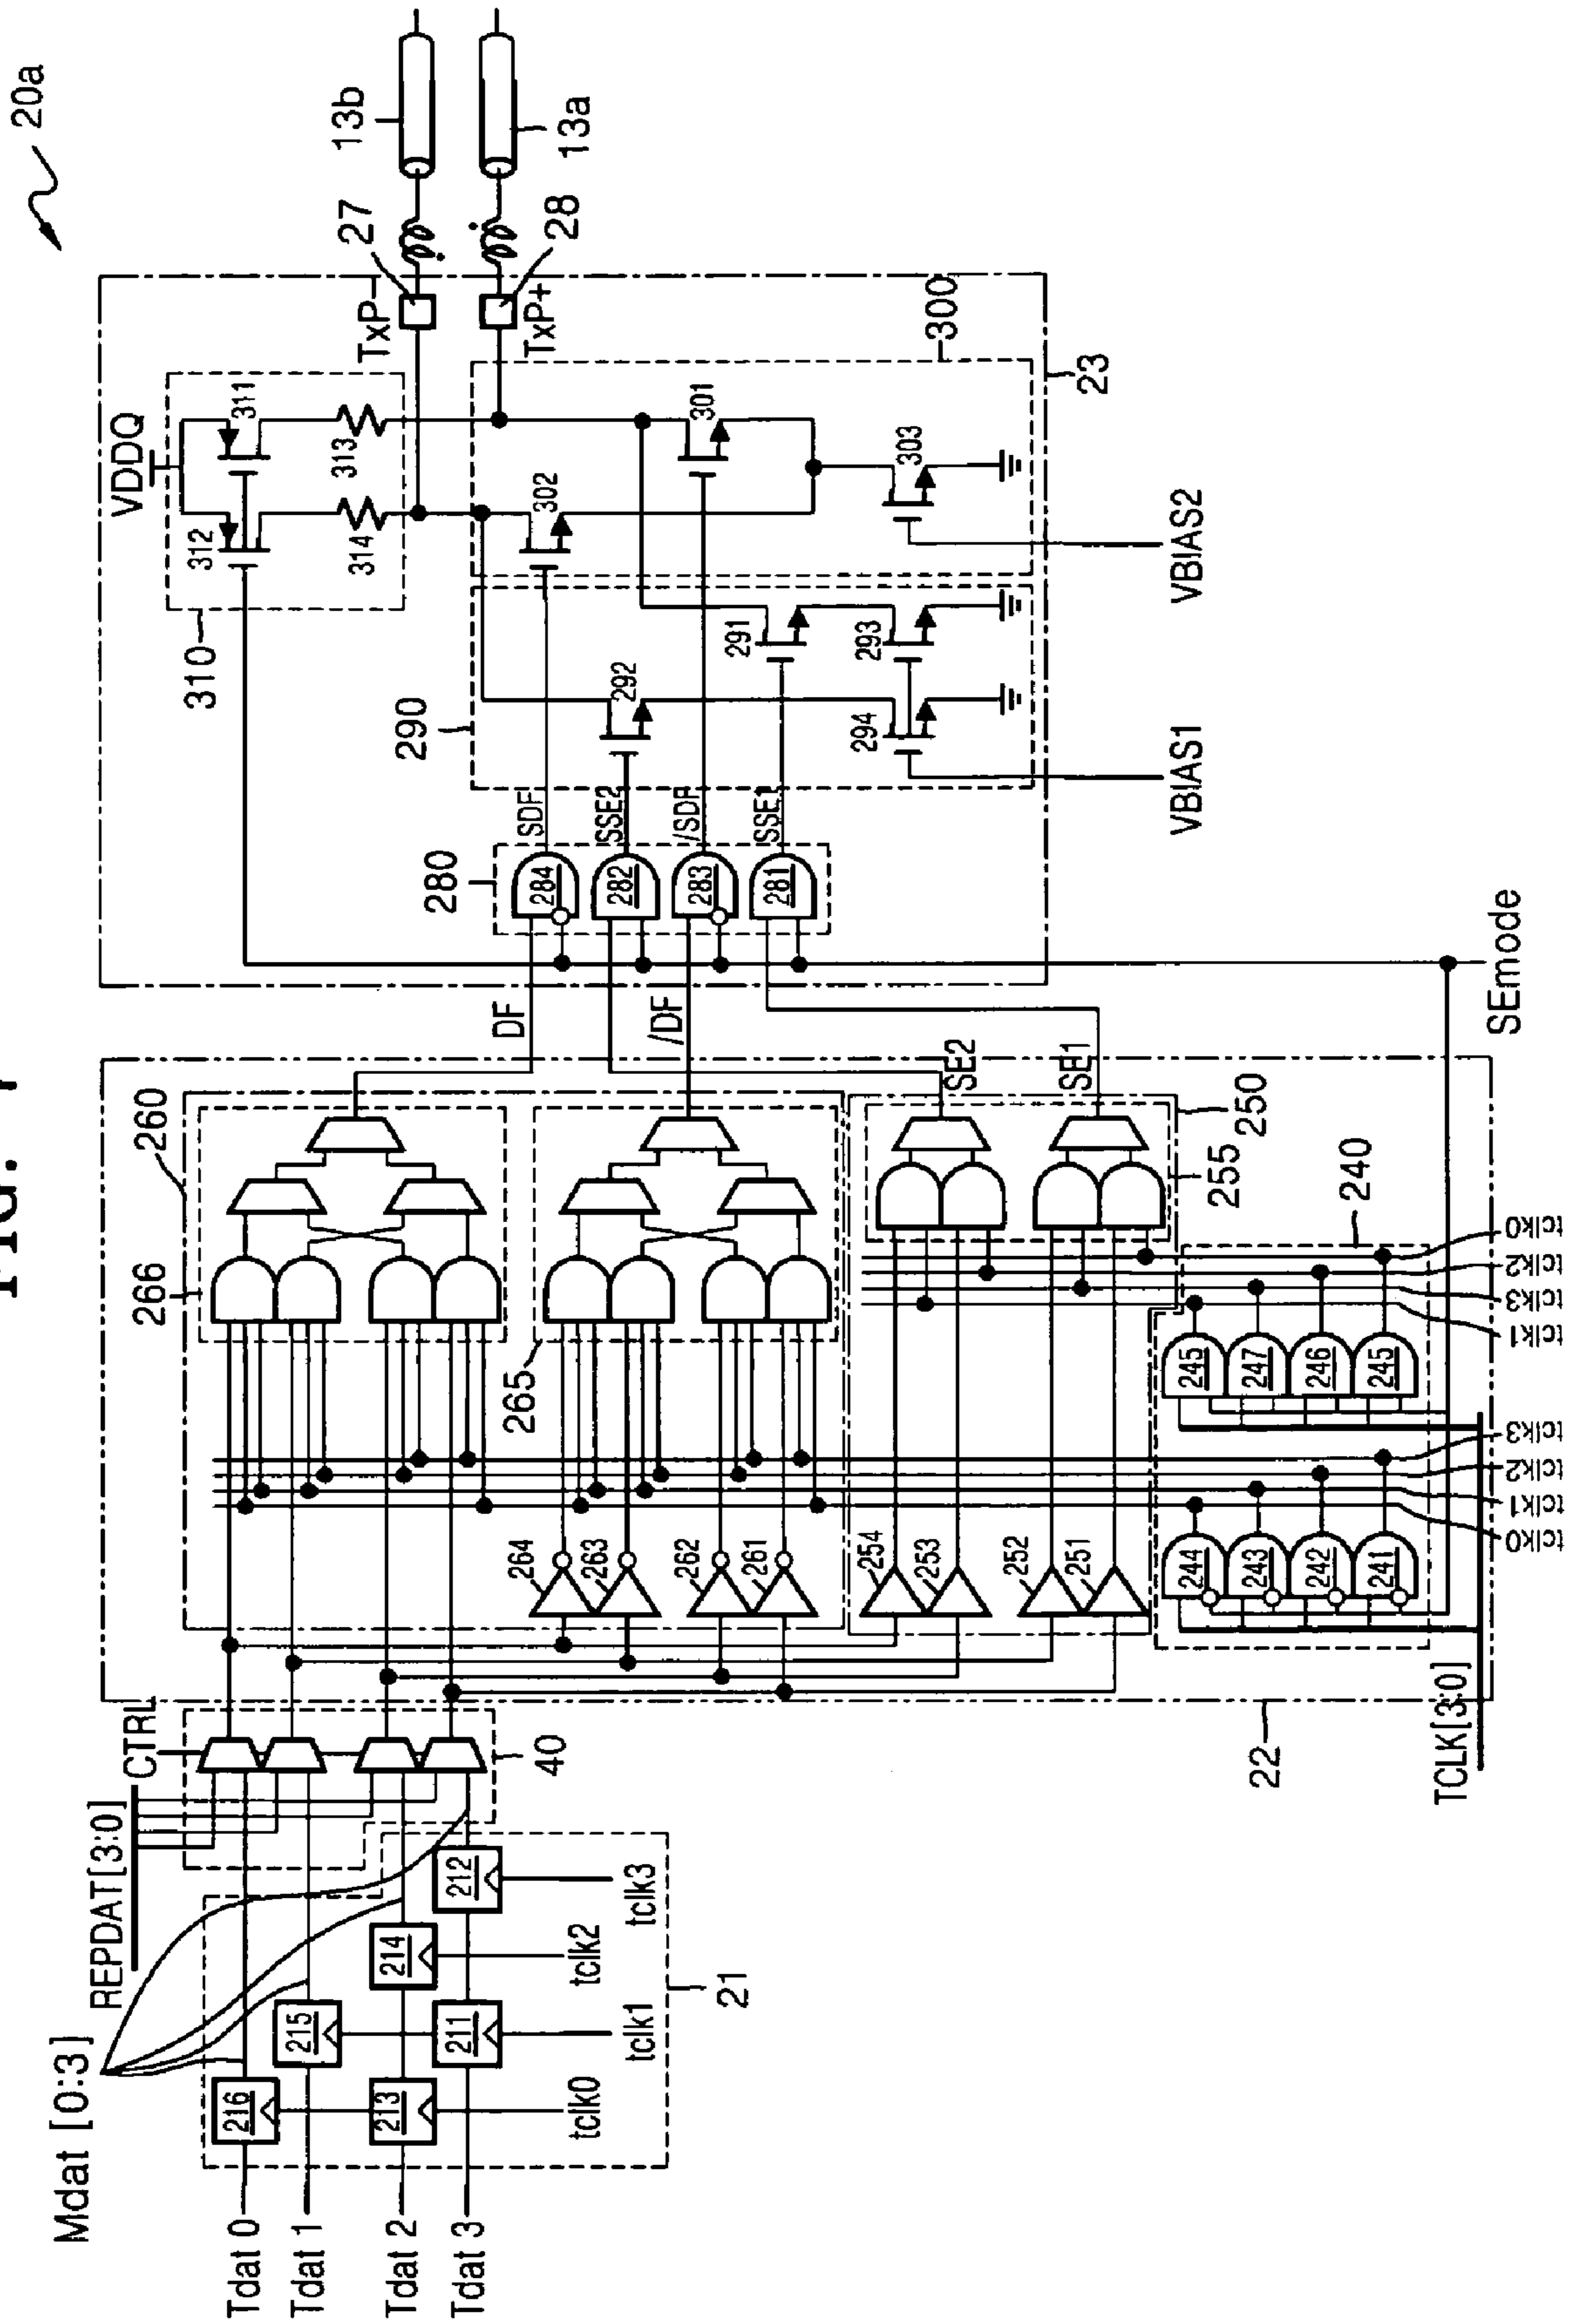 20a
VDDQ
312
311
314
313
310
TxP-
TxP+
27
28
13b
13a
290
300
302
301
303
292
291
294
293
23
VBIAS1
VBIAS2
280
284
282
283
281
SDF
SSE2
/SDF
SSE1
DF
/DF
SE2
SE1
SEmode
260
266
265
264
263
262
261
254
253
252
251
250
255
240
244
243
242
241
245
247
246
245
tclk0
tclk1
tclk2
tclk3
tclk1
tclk3
tclk2
tclk0
22
TCLK[3:0]
CTRL
REPDAT[3:0]
40
Mdat [0:3]
216
215
214
213
212
211
21
tclk0
tclk1
tclk2
tclk3
Tdat 0
Tdat 1
Tdat 2
Tdat 3